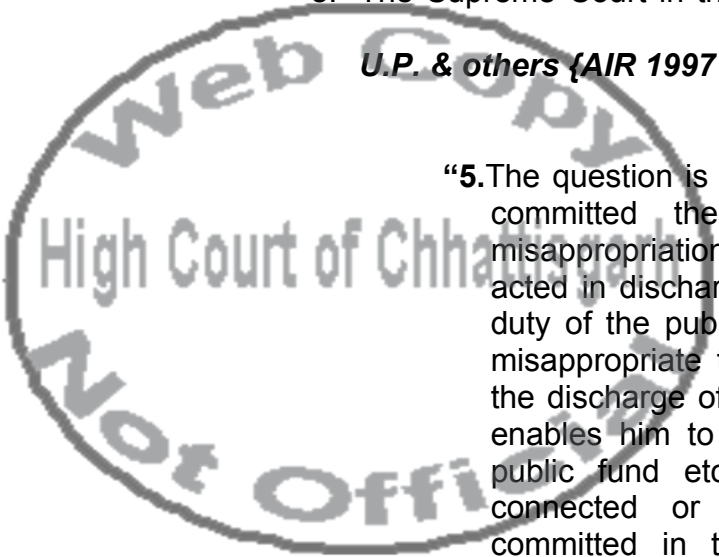 The Supreme Court in th
U.P. & others {AIR 1997
Web Copy
"5.The question is
committed the
High Court of Chhattisgarh
misappropriation
acted in dischar
duty of the pub
misappropriate
the discharge of
enables him to
public fund etc
connected or
committed in t
Not Official